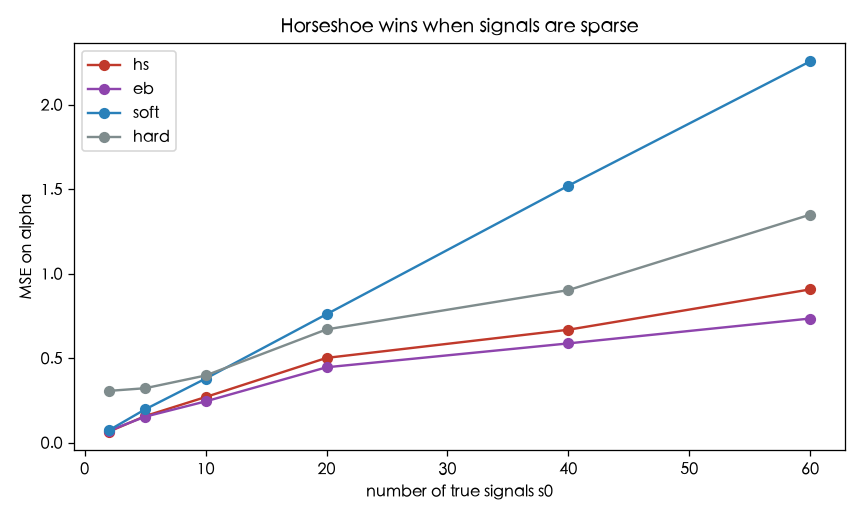 Horseshoe wins when signals are sparse
hs
eb
soft
hard
MSE on alpha
2.0
1.5
1.0
0.5
0.0
0 10 20 30 40 50 60
number of true signals s0